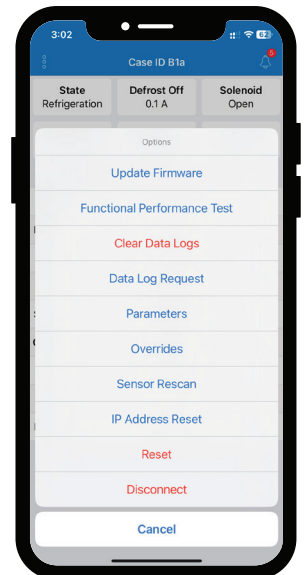 3:02
62
Case ID B1a
5
State
Defrost Off
Solenoid
Refrigeration
0.1 A
Open
Options
Update Firmware
Functional Performance Test
Clear Data Logs
Data Log Request
Parameters
Overrides
Sensor Rescan
IP Address Reset
Reset
Disconnect
Cancel